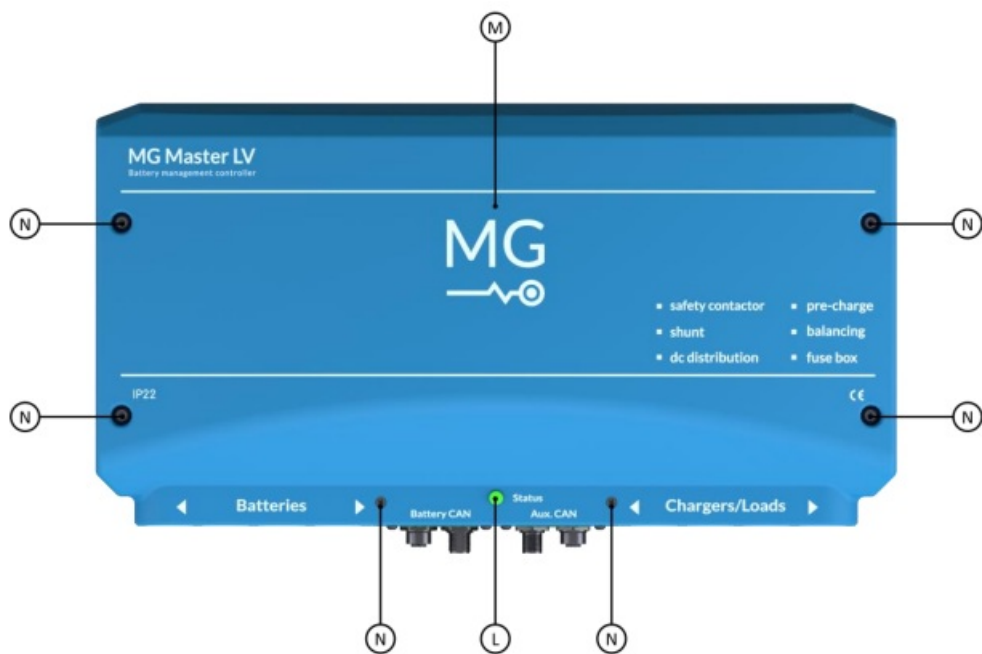 M
MG Master LV
Battery management controller
N
N
MG
safety contactor
pre-charge
shunt
balancing
dc distribution
fuse box
IP22
CE
N
N
Batteries
Status
Chargers/Loads
Battery CAN
Aux. CAN
N
L
N